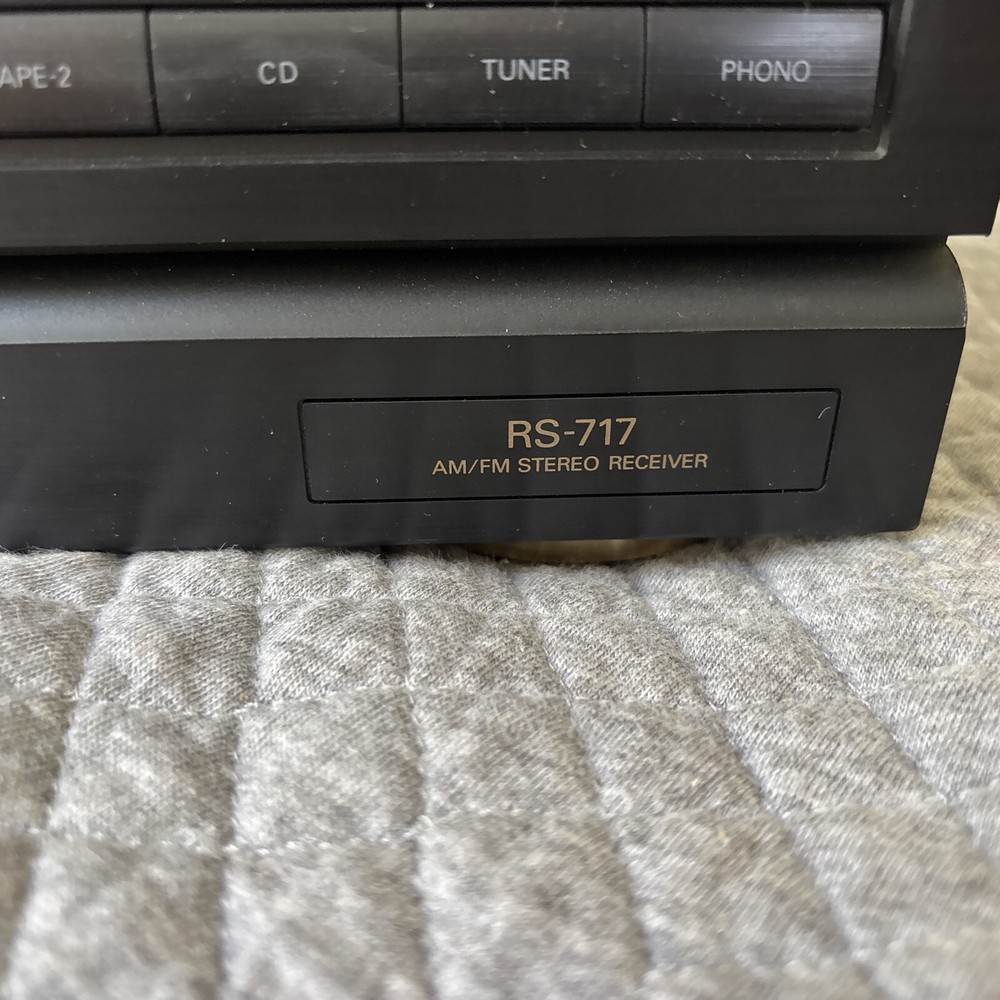 APE-2 CD TUNER PHONO
RS-717
AM/FM STEREO RECEIVER